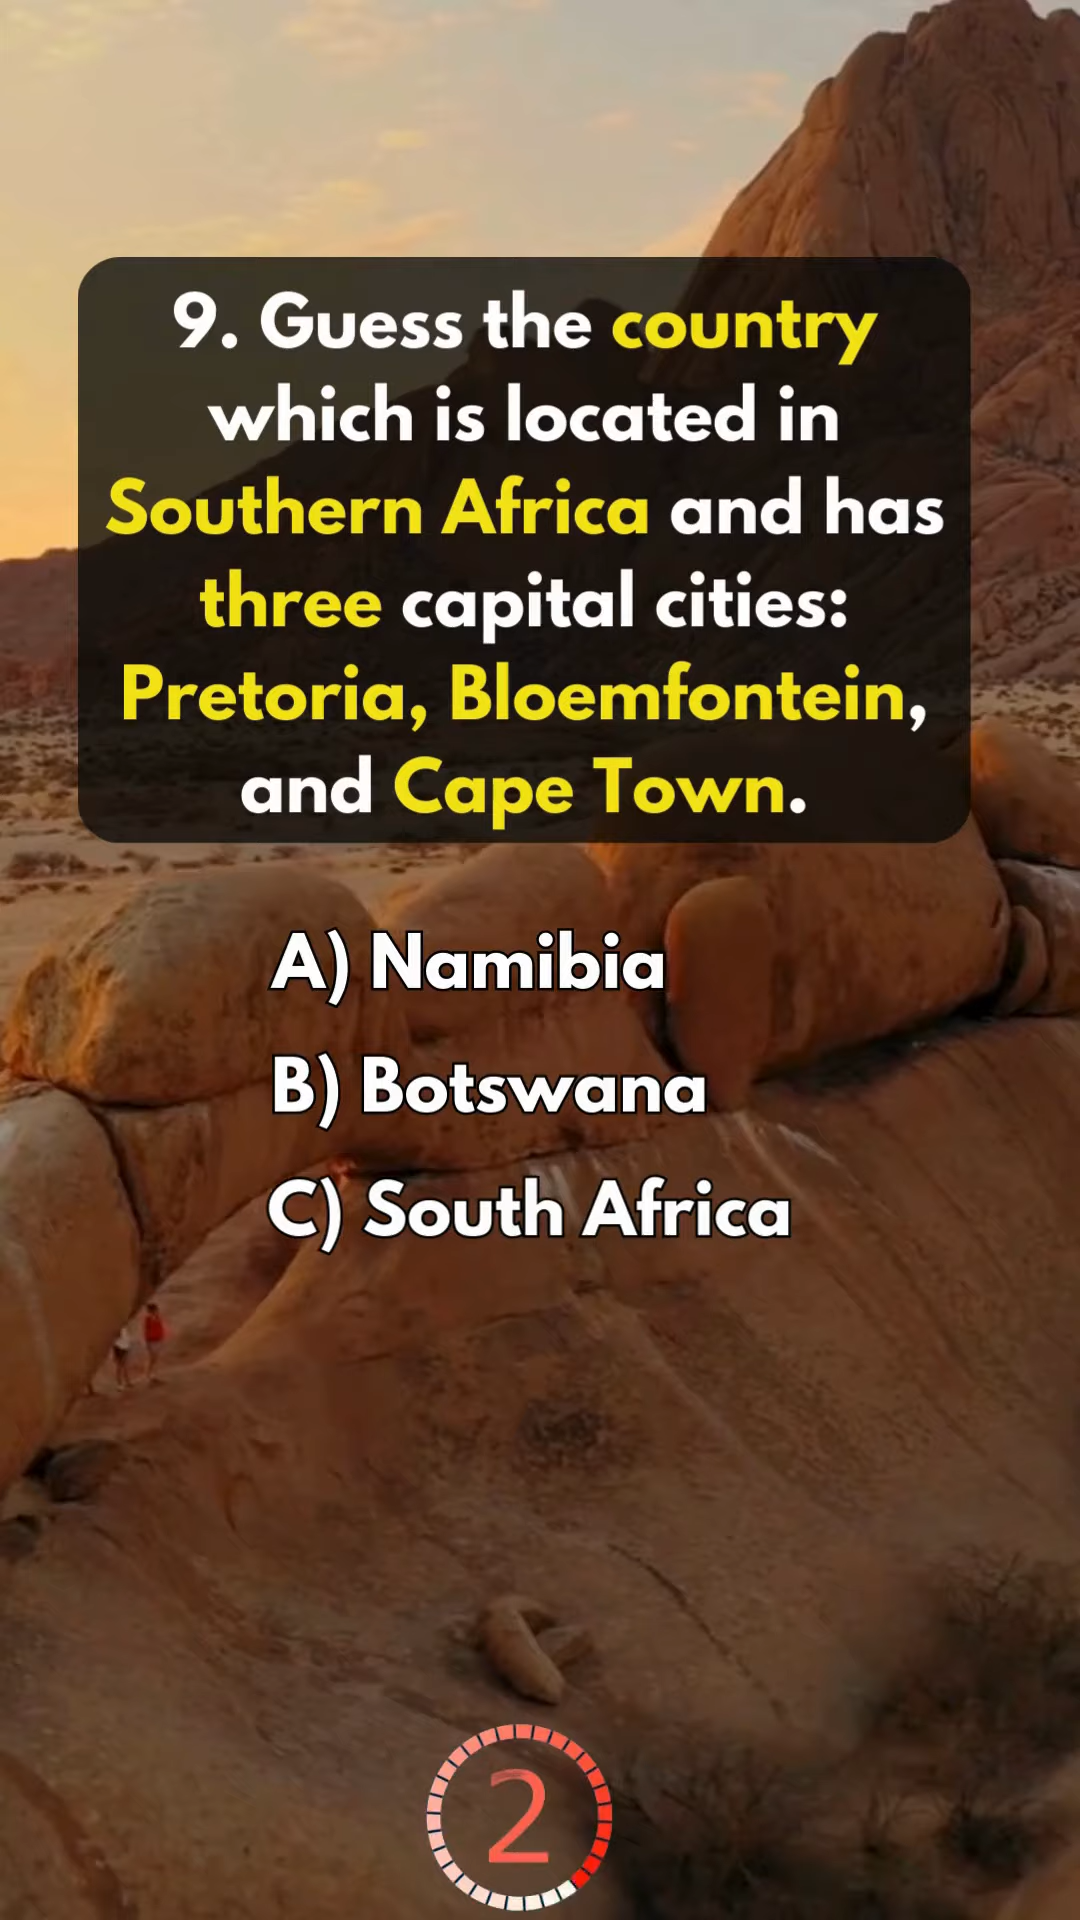 9. Guess the country
which is located in
Southern Africa and has
three capital cities:
Pretoria, Bloemfontein,
and Cape Town.
A) Namibia
B) Botswana
C) South Africa
2